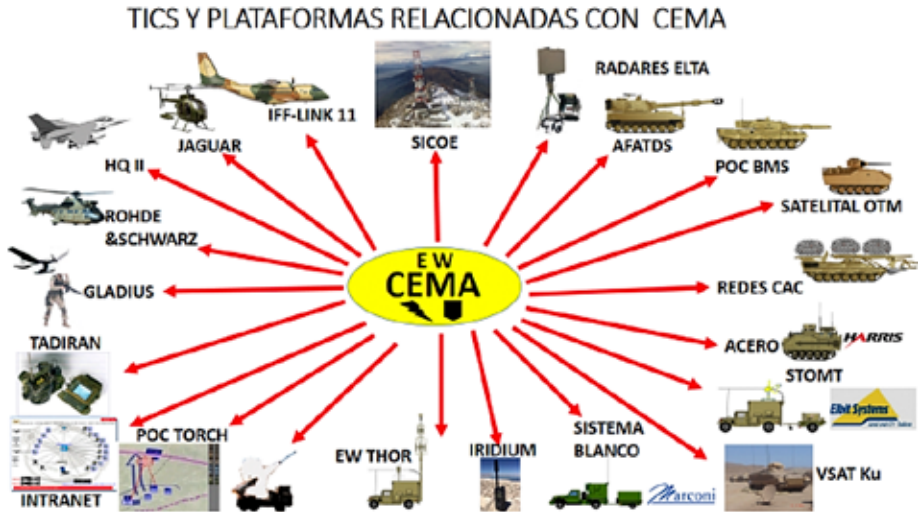 TICS Y PLATAFORMAS RELACIONADAS CON CEMA
RADARES ELTA
IFF-LINK 11
JAGUAR
SICOE
AFATDS
POC BMS
HQ II
SATELITAL OTM
ROHDE
&SCHWARZ
E W
CEMA
GLADIUS
REDES CAC
TADIRAN
ACERO
HARRIS
STOMT
Elbit Systems
POC TORCH
EW THOR
IRIDIUM
SISTEMA
BLANCO
Marconi
VSAT Ku
INTRANET